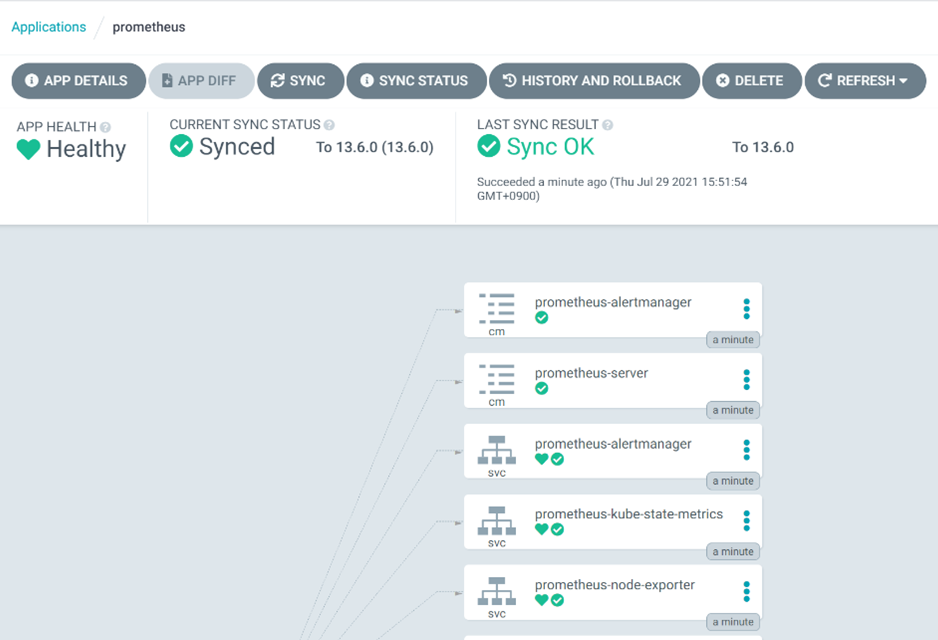 Applications / prometheus
APP DETAILS APP DIFF SYNC SYNC STATUS HISTORY AND ROLLBACK DELETE REFRESH
APP HEALTH
Healthy
CURRENT SYNC STATUS
Synced To 13.6.0 (13.6.0)
LAST SYNC RESULT
Sync OK To 13.6.0
Succeeded a minute ago (Thu Jul 29 2021 15:51:54
GMT+0900)
prometheus-alertmanager
cm
a minute
prometheus-server
cm
a minute
prometheus-alertmanager
svc
a minute
prometheus-kube-state-metrics
svc
a minute
prometheus-node-exporter
svc
a minute